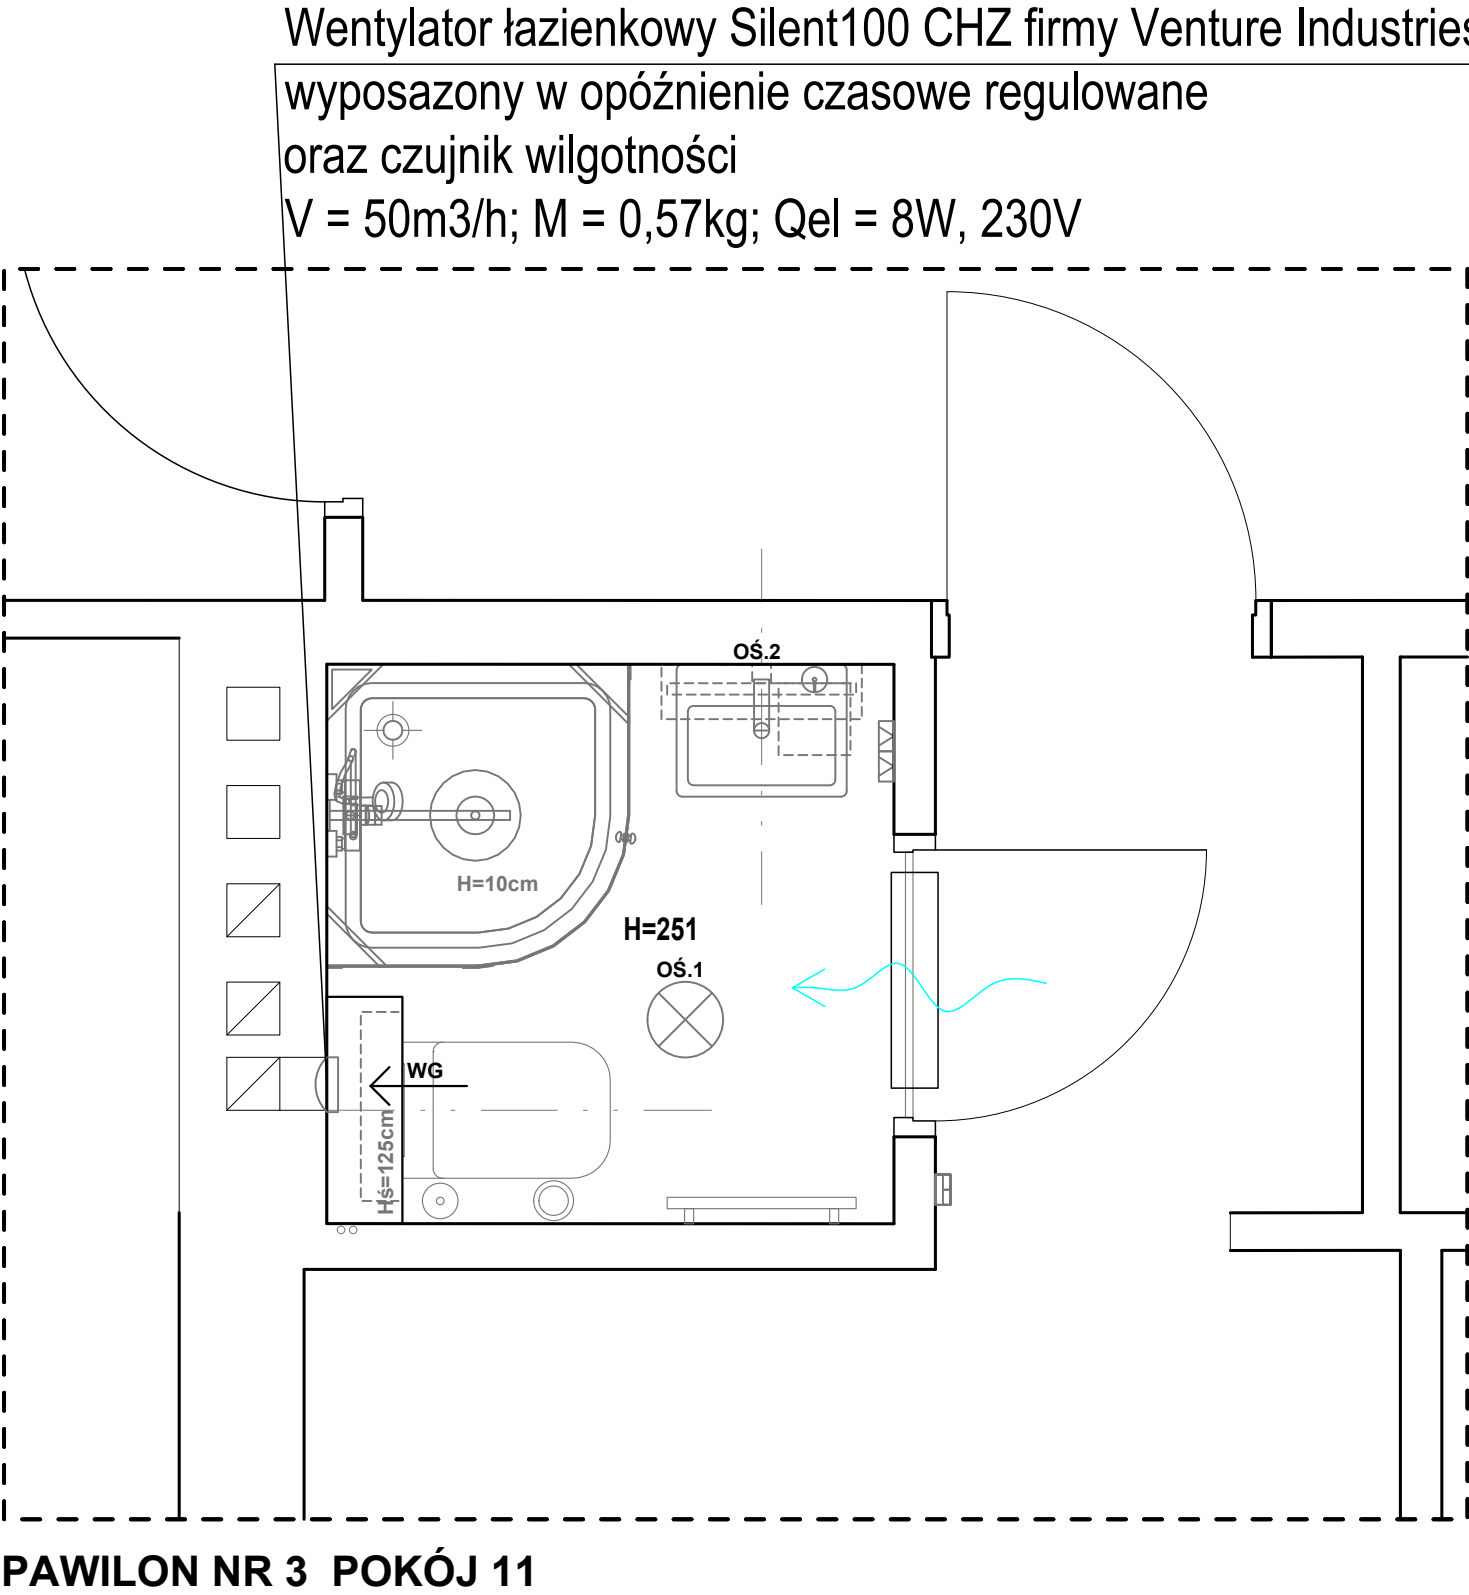 Wentylator łazienkowy Silent100 CHZ firmy Venture Industries
wyposazony w opóźnienie czasowe regulowane
oraz czujnik wilgotności
V = 50m3/h; M = 0,57kg; Qel = 8W, 230V
OŚ.2
H=10cm
H=251
OŚ.1
WG
Hś=125cm
PAWILON NR 3 POKÓJ 11